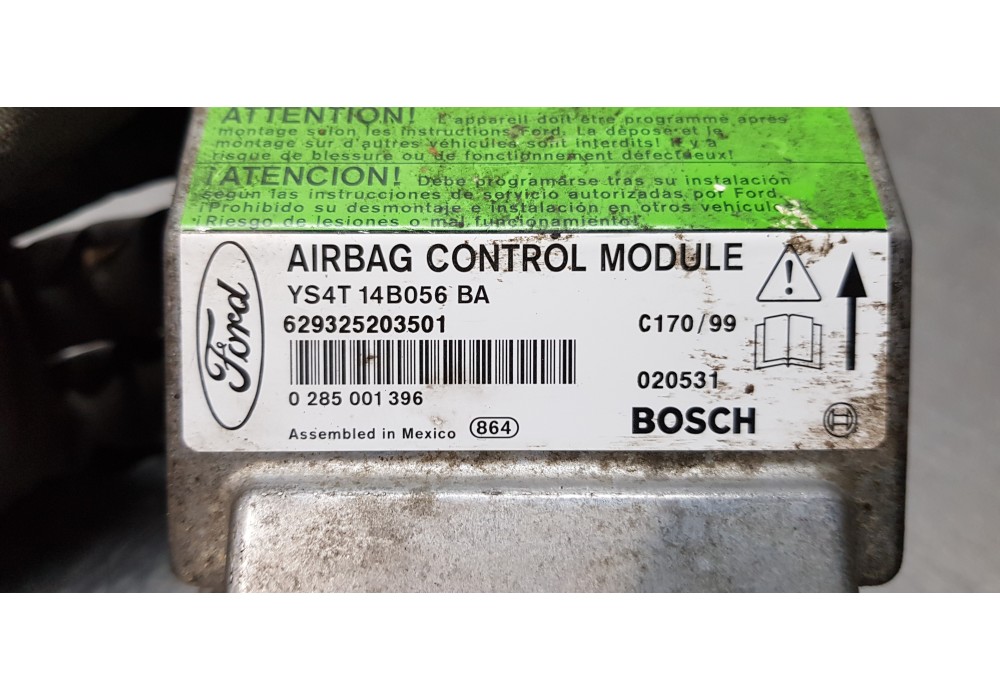 ATTENTION! L'appareil doit être programmé après
montage selon les instructions Ford. La dépose et le
montage sur d'autres véhicules sont interdits! Il y a
risque de blessure ou de fonctionnement défectueux!
¡ATENCION! Debe programarse tras su instalación
según las instrucciones de servicio autorizadas por Ford.
¡Prohibido su desmontaje e instalación en otros vehículos
¡Riesgo de lesiones o mal funcionamiento!
Ford
AIRBAG CONTROL MODULE
YS4T 14B056 BA
629325203501
C170/99
020531
0 285 001 396
BOSCH
Assembled in Mexico 864